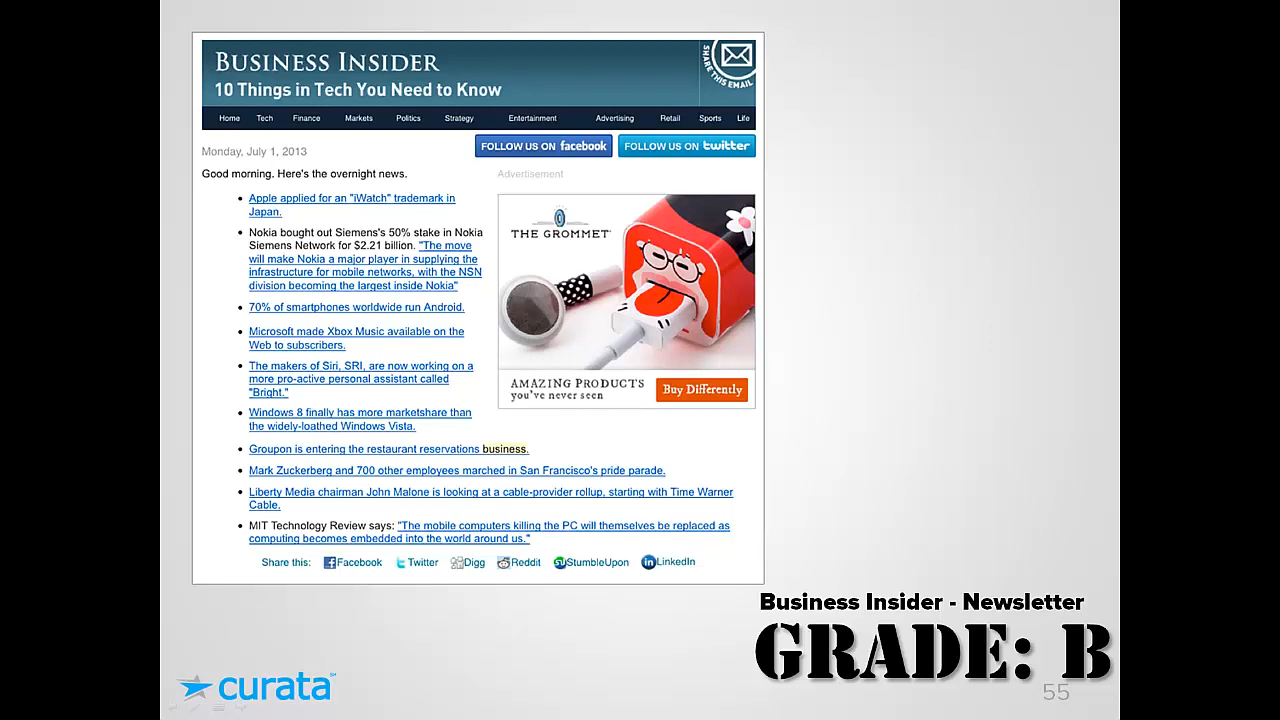 BUSINESS INSIDER
10 Things in Tech You Need to Know
SHARE THIS EMAIL
Home Tech Finance Markets Politics Strategy Entertainment Advertising Retail Sports Life
FOLLOW US ON facebook FOLLOW US ON twitter
Monday, July 1, 2013
Good morning. Here's the overnight news.
Advertisement
• Apple applied for an "iWatch" trademark in
Japan.
• Nokia bought out Siemens's 50% stake in Nokia
Siemens Network for $2.21 billion. "The move
will make Nokia a major player in supplying the
infrastructure for mobile networks, with the NSN
division becoming the largest inside Nokia"
• 70% of smartphones worldwide run Android.
• Microsoft made Xbox Music available on the
Web to subscribers.
• The makers of Siri, SRI, are now working on a
more pro-active personal assistant called
"Bright."
• Windows 8 finally has more marketshare than
the widely-loathed Windows Vista.
THE GROMMET
AMAZING PRODUCTS
you've never seen
Buy Differently
• Groupon is entering the restaurant reservations business.
• Mark Zuckerberg and 700 other employees marched in San Francisco's pride parade.
• Liberty Media chairman John Malone is looking at a cable-provider rollup, starting with Time Warner
Cable.
• MIT Technology Review says: "The mobile computers killing the PC will themselves be replaced as
computing becomes embedded into the world around us."
Share this: Facebook Twitter Digg Reddit StumbleUpon LinkedIn
Business Insider - Newsletter
GRADE: B
curata
55